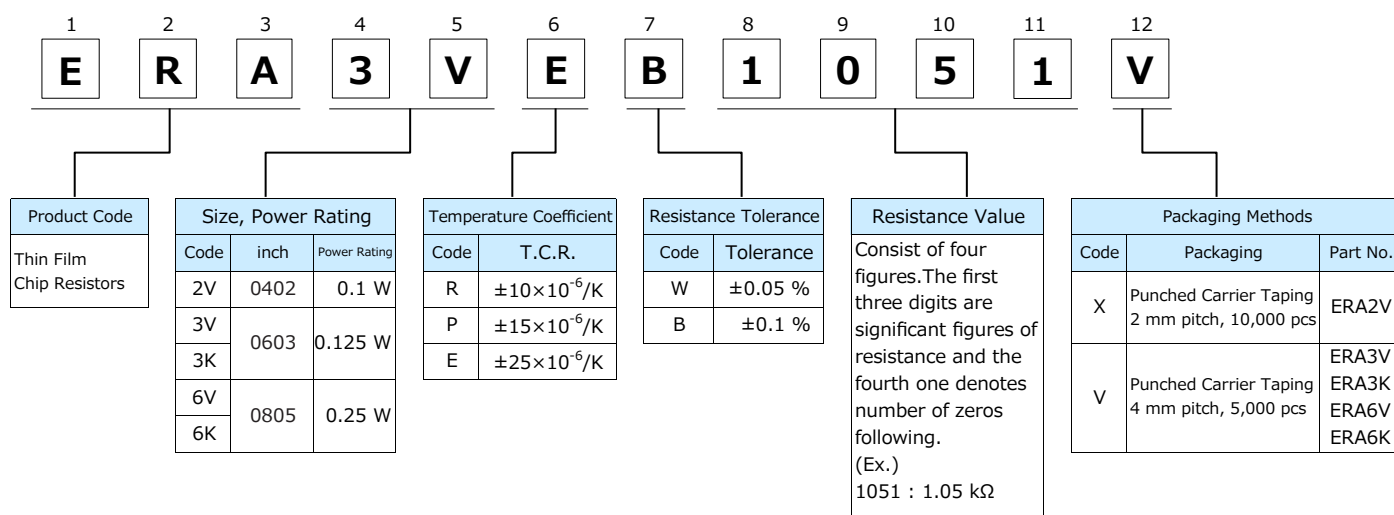 1 2 3 4 5 6 7 8 9 10 11 12
E R A 3 V E B 1 0 5 1 V
Product Code
Thin Film
Chip Resistors
Size, Power Rating
Code inch Power Rating
2V 0402 0.1 W
3V
0603 0.125 W
3K
6V
0805 0.25 W
6K
Temperature Coefficient
Code T.C.R.
R ±10×10⁻⁶/K
P ±15×10⁻⁶/K
E ±25×10⁻⁶/K
Resistance Tolerance
Code Tolerance
W ±0.05 %
B ±0.1 %
Resistance Value
Consist of four
figures.The first
three digits are
significant figures of
resistance and the
fourth one denotes
number of zeros
following.
(Ex.)
1051 : 1.05 kΩ
Packaging Methods
Code Packaging Part No.
X Punched Carrier Taping
2 mm pitch, 10,000 pcs ERA2V
V Punched Carrier Taping
4 mm pitch, 5,000 pcs
ERA3V
ERA3K
ERA6V
ERA6K